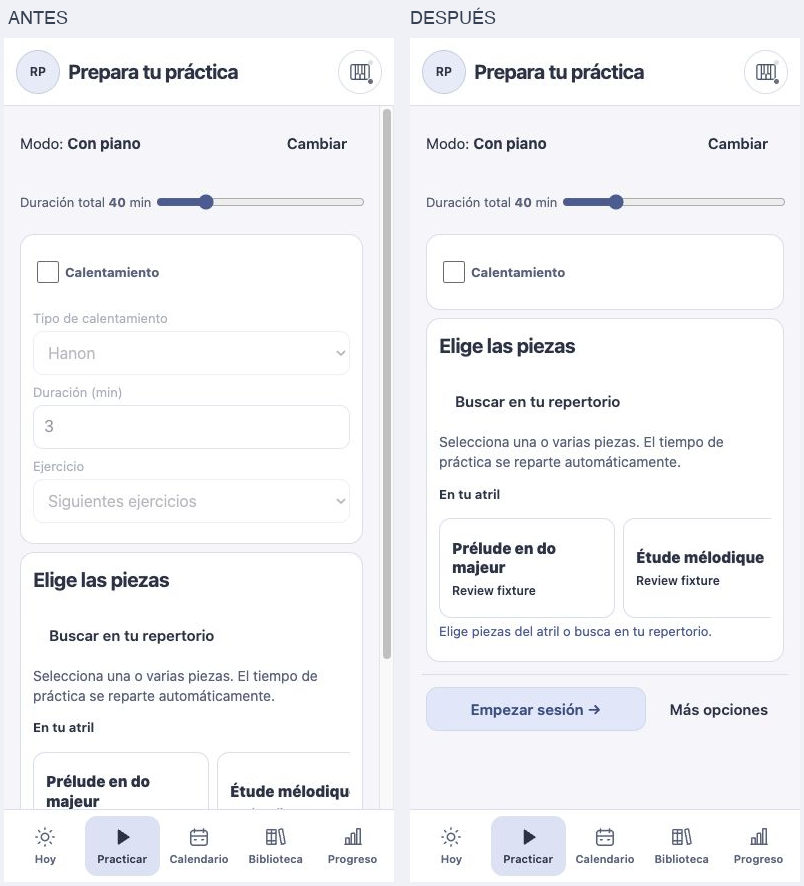 ANTES
RP
Prepara tu práctica
Modo: Con piano
Cambiar
Duración total 40 min
Calentamiento
Tipo de calentamiento
Hanon
Duración (min)
3
Ejercicio
Siguientes ejercicios
Elige las piezas
Buscar en tu repertorio
Selecciona una o varias piezas. El tiempo de
práctica se reparte automáticamente.
En tu atril
Prélude en do
majeur
Étude
Hoy
Practicar
Calendario
Biblioteca
Progreso
DESPUÉS
RP
Prepara tu práctica
Modo: Con piano
Cambiar
Duración total 40 min
Calentamiento
Elige las piezas
Buscar en tu repertorio
Selecciona una o varias piezas. El tiempo de
práctica se reparte automáticamente.
En tu atril
Prélude en do
majeur
Review fixture
Étude mélodique
Review fixture
Elige piezas del atril o busca en tu repertorio.
Empezar sesión →
Más opciones
Hoy
Practicar
Calendario
Biblioteca
Progreso